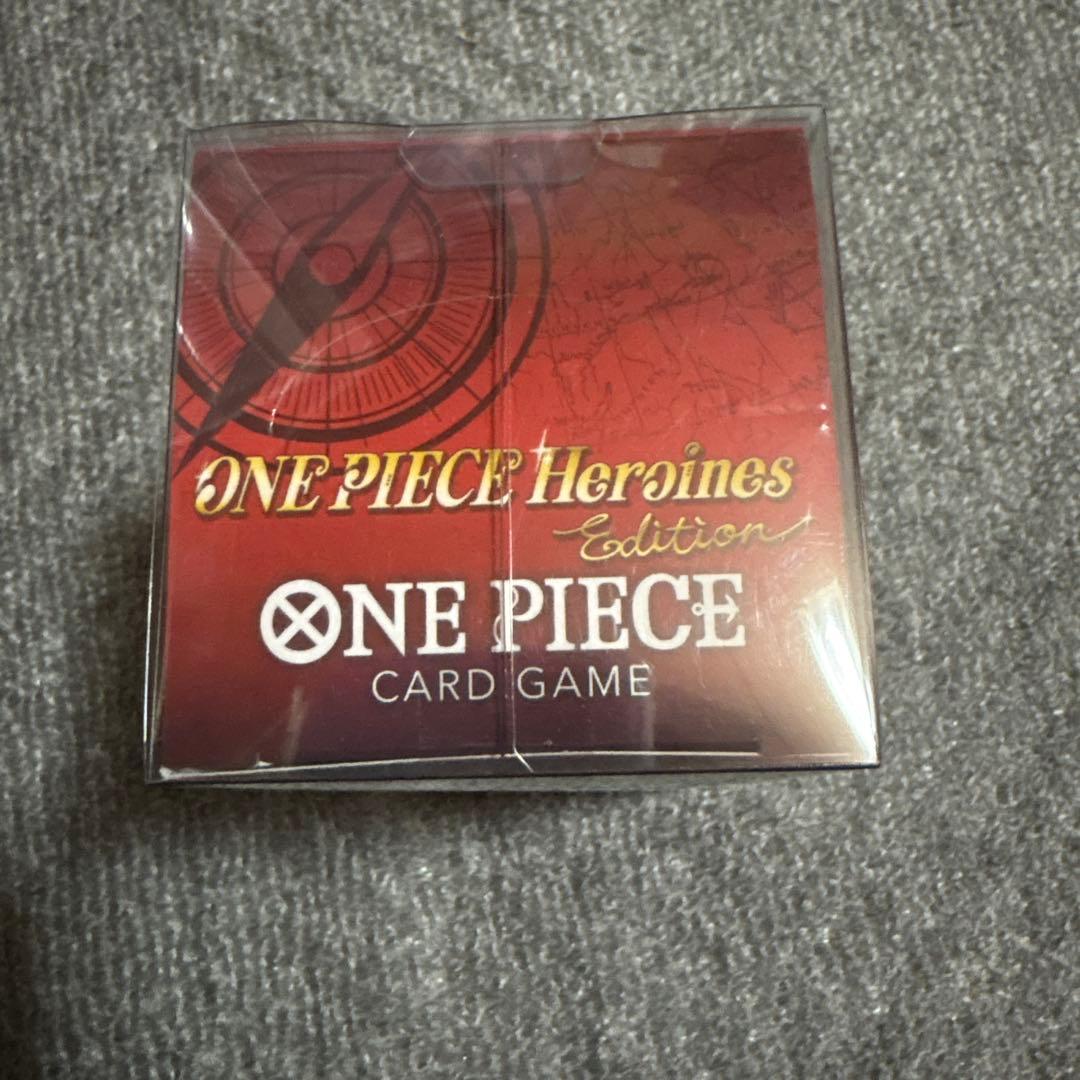 ONE PIECE Heroines
Edition
ONE PIECE
CARD GAME